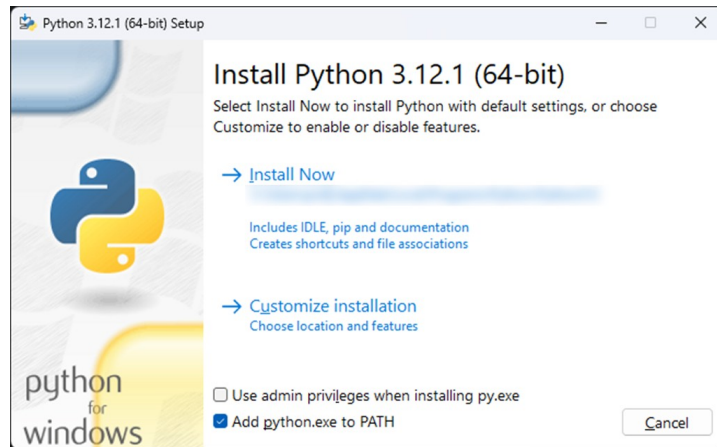 Python 3.12.1 (64-bit) Setup
Install Python 3.12.1 (64-bit)
Select Install Now to install Python with default settings, or choose
Customize to enable or disable features.
Install Now
Includes IDLE, pip and documentation
Creates shortcuts and file associations
Customize installation
Choose location and features
python
for
windows
Use admin privileges when installing py.exe
Add python.exe to PATH
Cancel